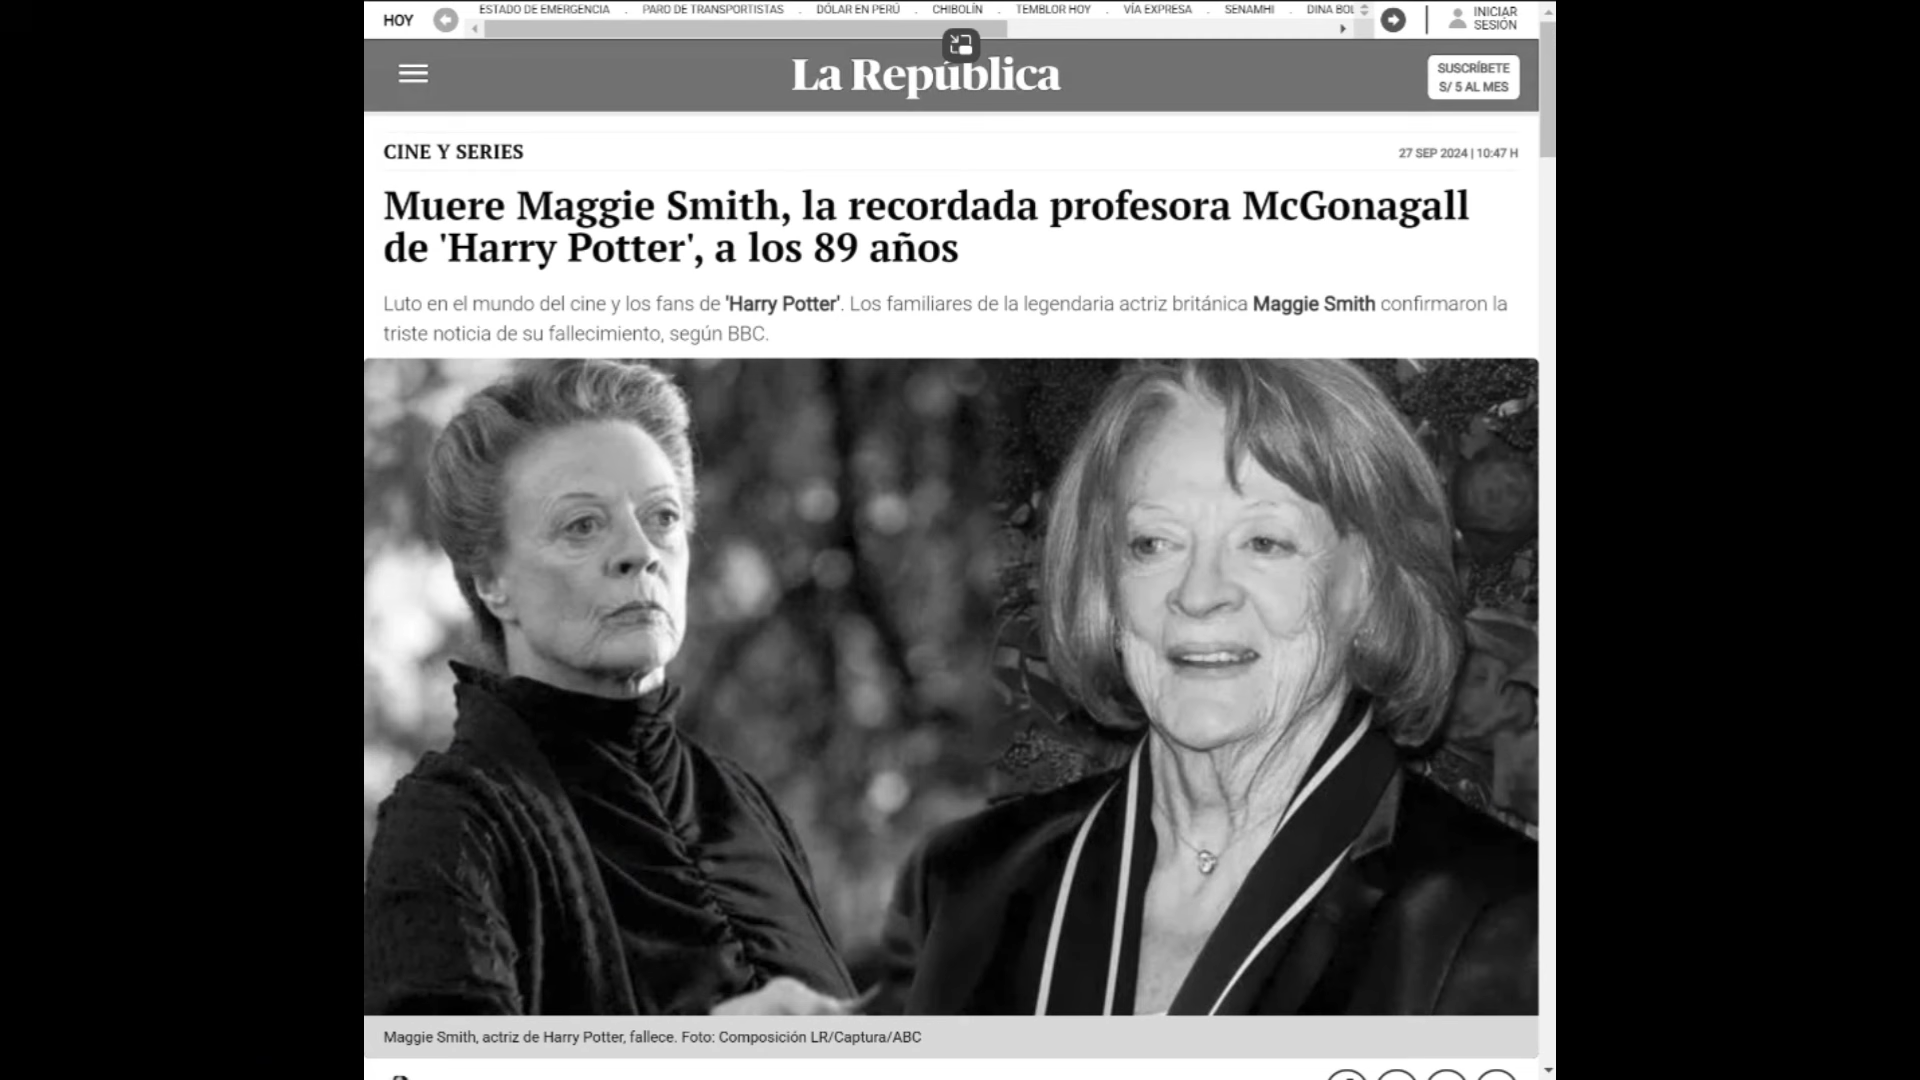 HOY
ESTADO DE EMERGENCIA . PARO DE TRANSPORTISTAS . DÓLAR EN PERÚ . CHIBOLÍN . TEMBLOR HOY . VÍA EXPRESA . SENAMHI . DINA BOL
INICIAR
SESIÓN
La República
SUSCRÍBETE
S/ 5 AL MES
CINE Y SERIES
27 SEP 2024 | 10:47 H
Muere Maggie Smith, la recordada profesora McGonagall
de 'Harry Potter', a los 89 años
Luto en el mundo del cine y los fans de 'Harry Potter'. Los familiares de la legendaria actriz británica Maggie Smith confirmaron la
triste noticia de su fallecimiento, según BBC.
Maggie Smith, actriz de Harry Potter, fallece. Foto: Composición LR/Captura/ABC